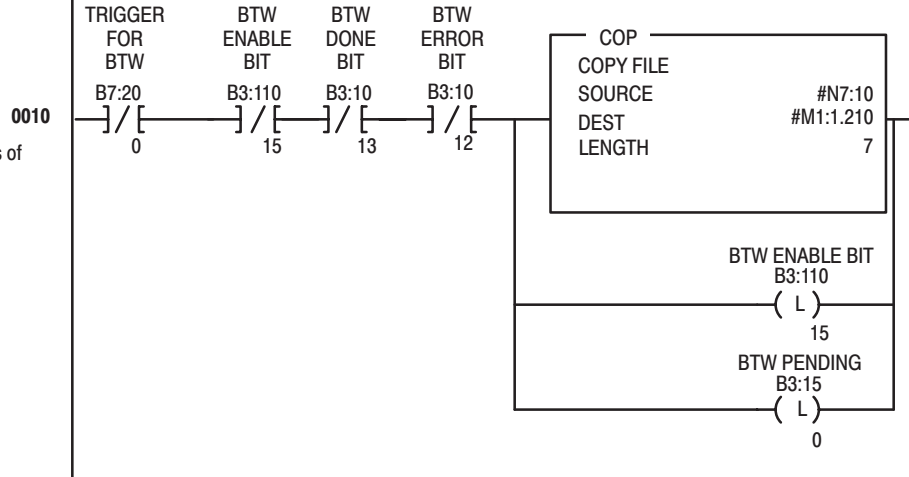 TRIGGER FOR BTW
BTW ENABLE BIT
BTW DONE BIT
BTW ERROR BIT
B7:20
B3:110
B3:10
B3:10
0010
0
15
13
12
s of
COP
COPY FILE
SOURCE #N7:10
DEST #M1:1.210
LENGTH 7
BTW ENABLE BIT
B3:110
L
15
BTW PENDING
B3:15
L
0